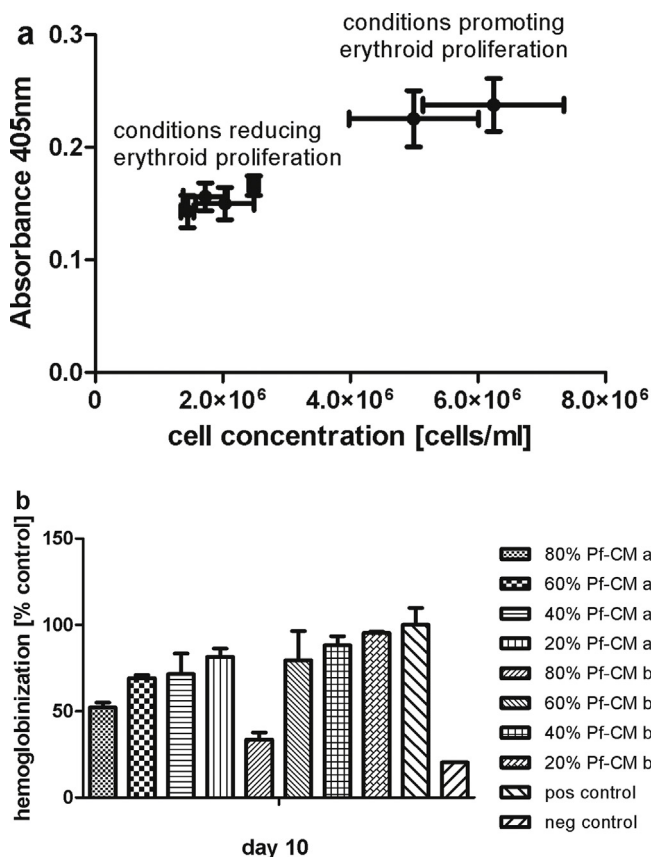 a
conditions promoting
erythroid proliferation
conditions reducing
erythroid proliferation
Absorbance 405nm
0.3
0.2
0.1
0.0
0
2.0×10⁶
4.0×10⁶
6.0×10⁶
8.0×10⁶
cell concentration [cells/ml]
b
hemoglobinization [% control]
150
100
50
0
day 10
80% Pf-CM a
60% Pf-CM a
40% Pf-CM a
20% Pf-CM a
80% Pf-CM b
60% Pf-CM b
40% Pf-CM b
20% Pf-CM b
pos control
neg control